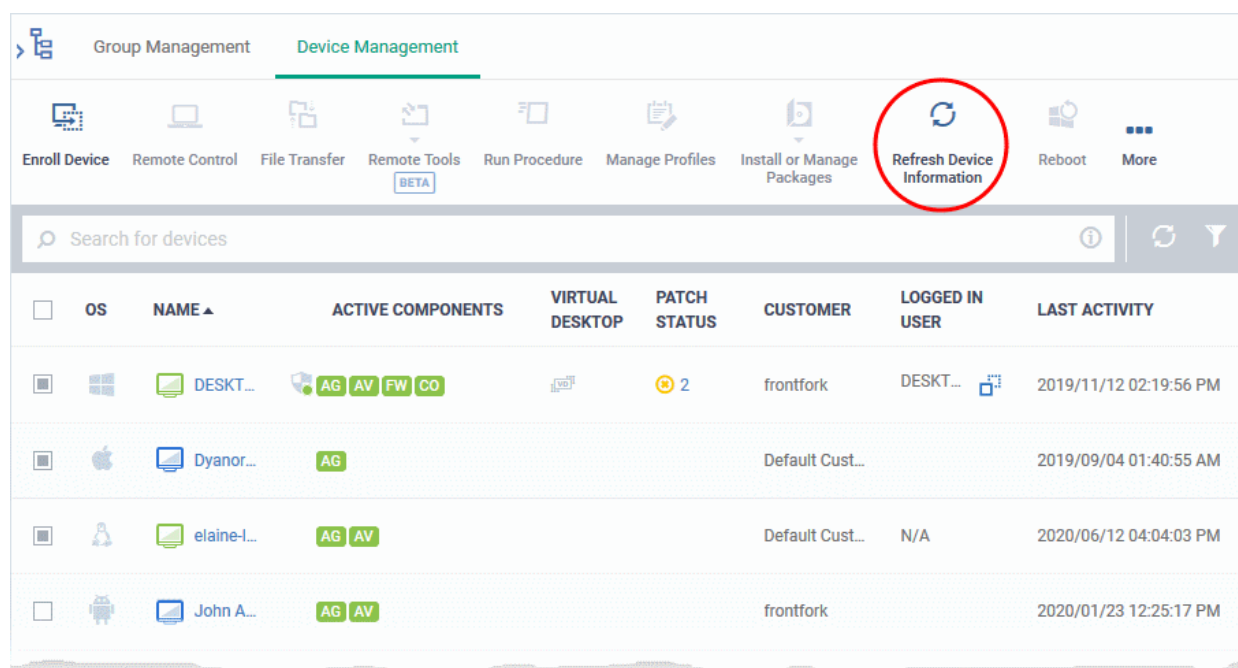 Group Management Device Management
Enroll Device Remote Control File Transfer Remote Tools Run Procedure Manage Profiles Install or Manage Refresh Device Reboot More
BETA Packages Information
Search for devices
OS NAME ACTIVE COMPONENTS VIRTUAL DESKTOP PATCH STATUS CUSTOMER LOGGED IN USER LAST ACTIVITY
DESKT... AG AV FW CO VD 2 frontfork DESKT... 2019/11/12 02:19:56 PM
Dyanor... AG Default Cust... 2019/09/04 01:40:55 AM
elaine-l... AG AV Default Cust... N/A 2020/06/12 04:04:03 PM
John A... AG AV frontfork 2020/01/23 12:25:17 PM